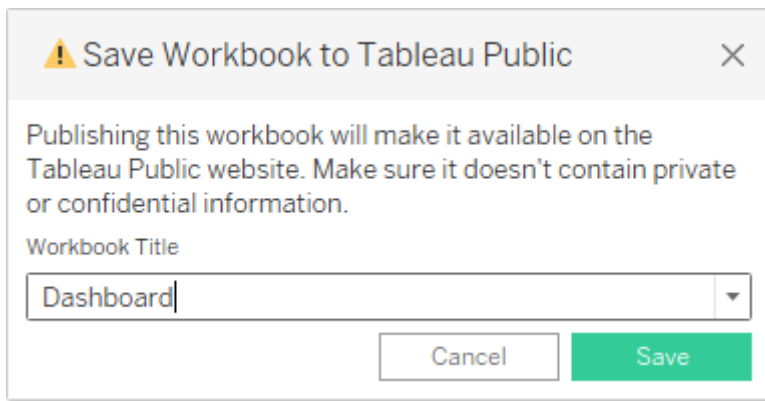 Save Workbook to Tableau Public
Publishing this workbook will make it available on the
Tableau Public website. Make sure it doesn't contain private
or confidential information.
Workbook Title
Dashboard
Cancel
Save